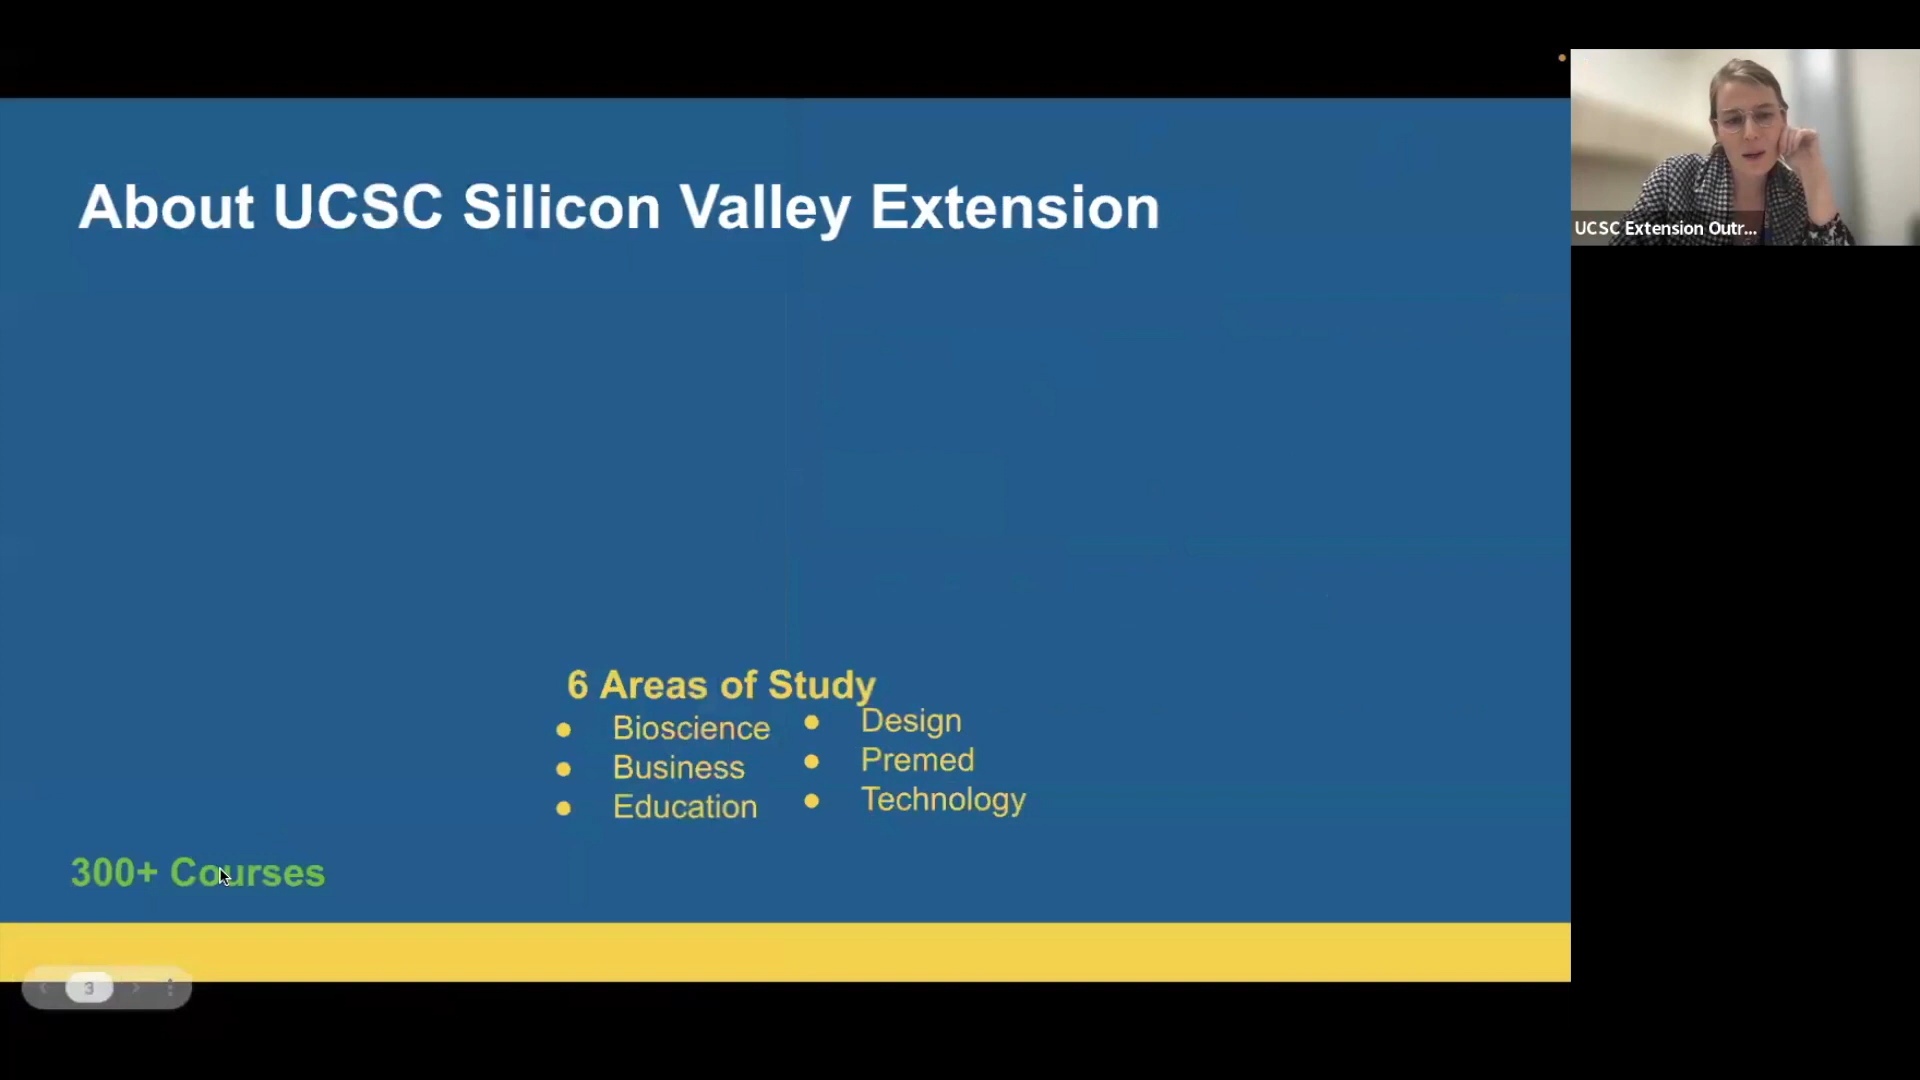 About UCSC Silicon Valley Extension
UCSC Extension Outr...
6 Areas of Study
● Bioscience
● Business
● Education
● Design
● Premed
● Technology
300+ Courses
3